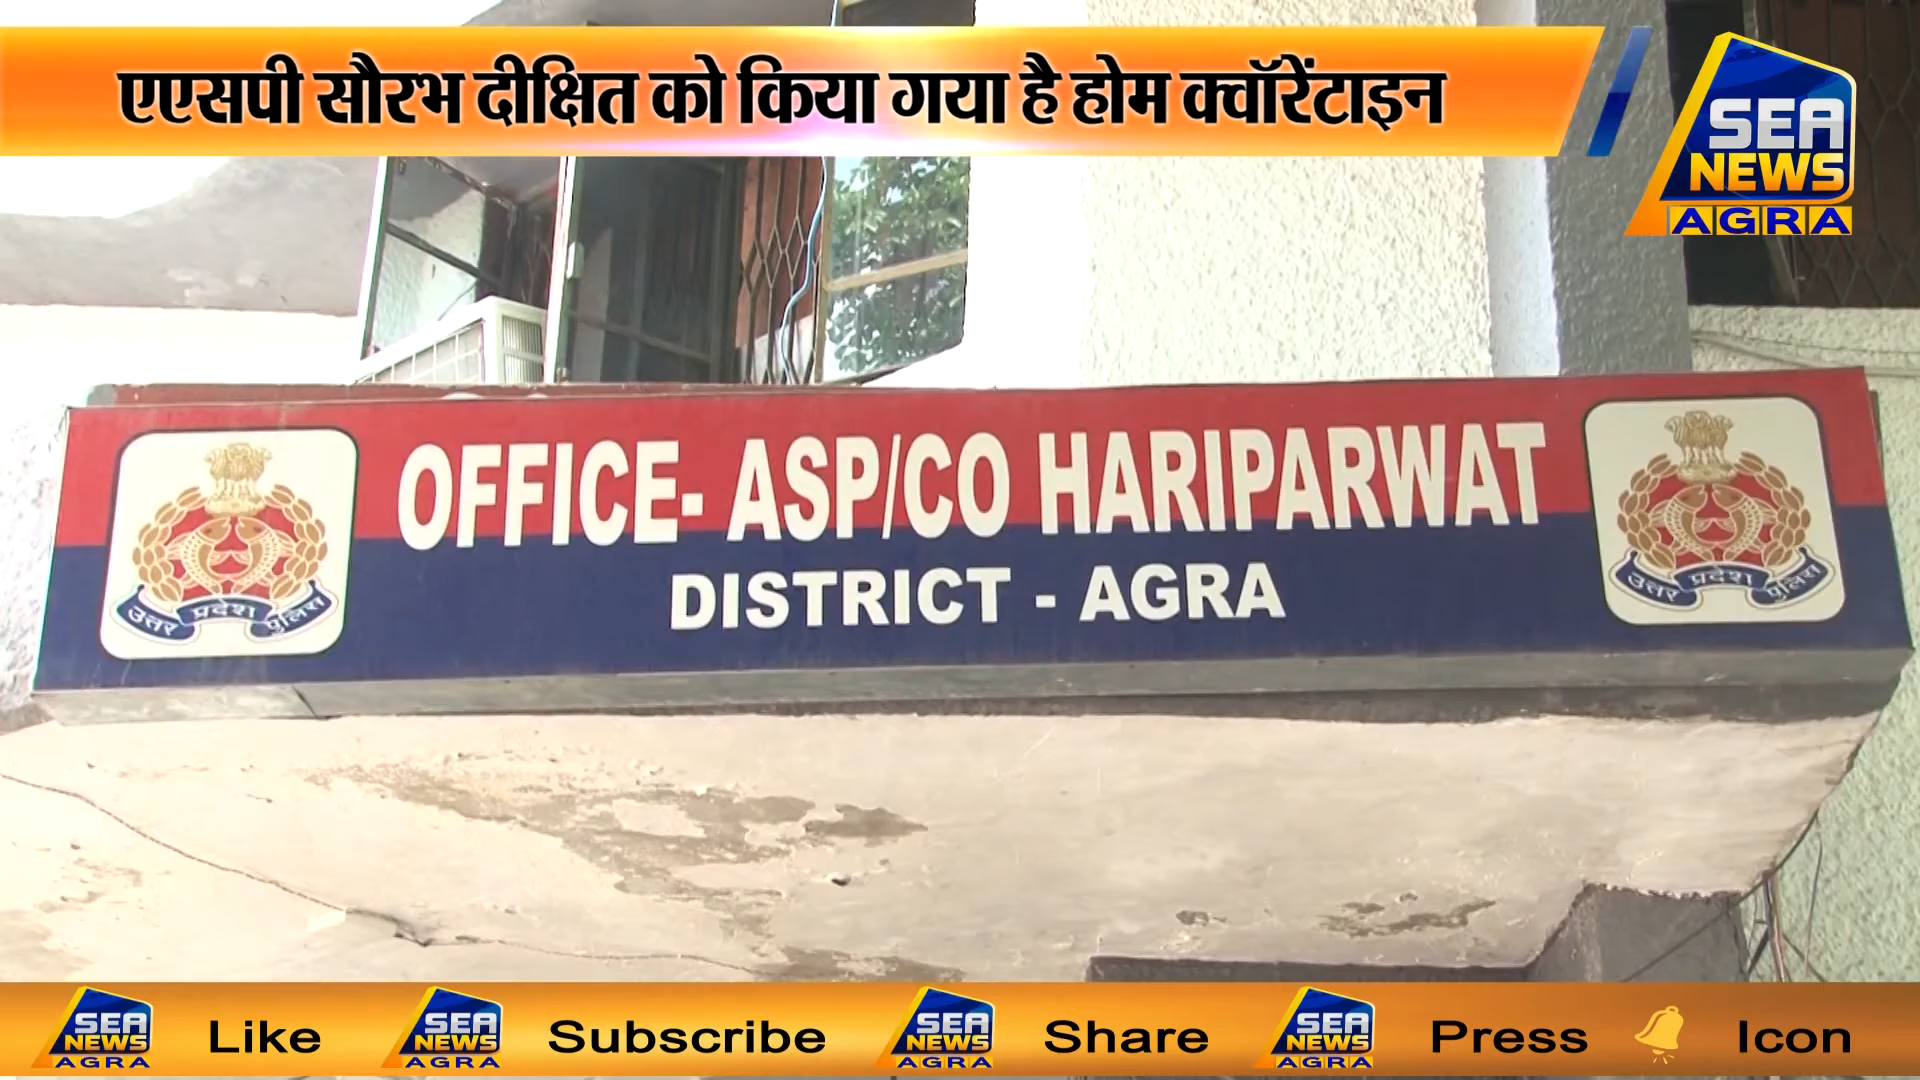 एएसपी सौरभ दीक्षित को किया गया है होम क्वॉरेंटाइन
SEA
NEWS
AGRA
OFFICE- ASP/CO HARIPARWAT
DISTRICT - AGRA
उत्तर प्रदेश पुलिस
उत्तर प्रदेश पुलिस
SEA NEWS AGRA Like SEA NEWS AGRA Subscribe SEA NEWS AGRA Share SEA NEWS AGRA Press Icon